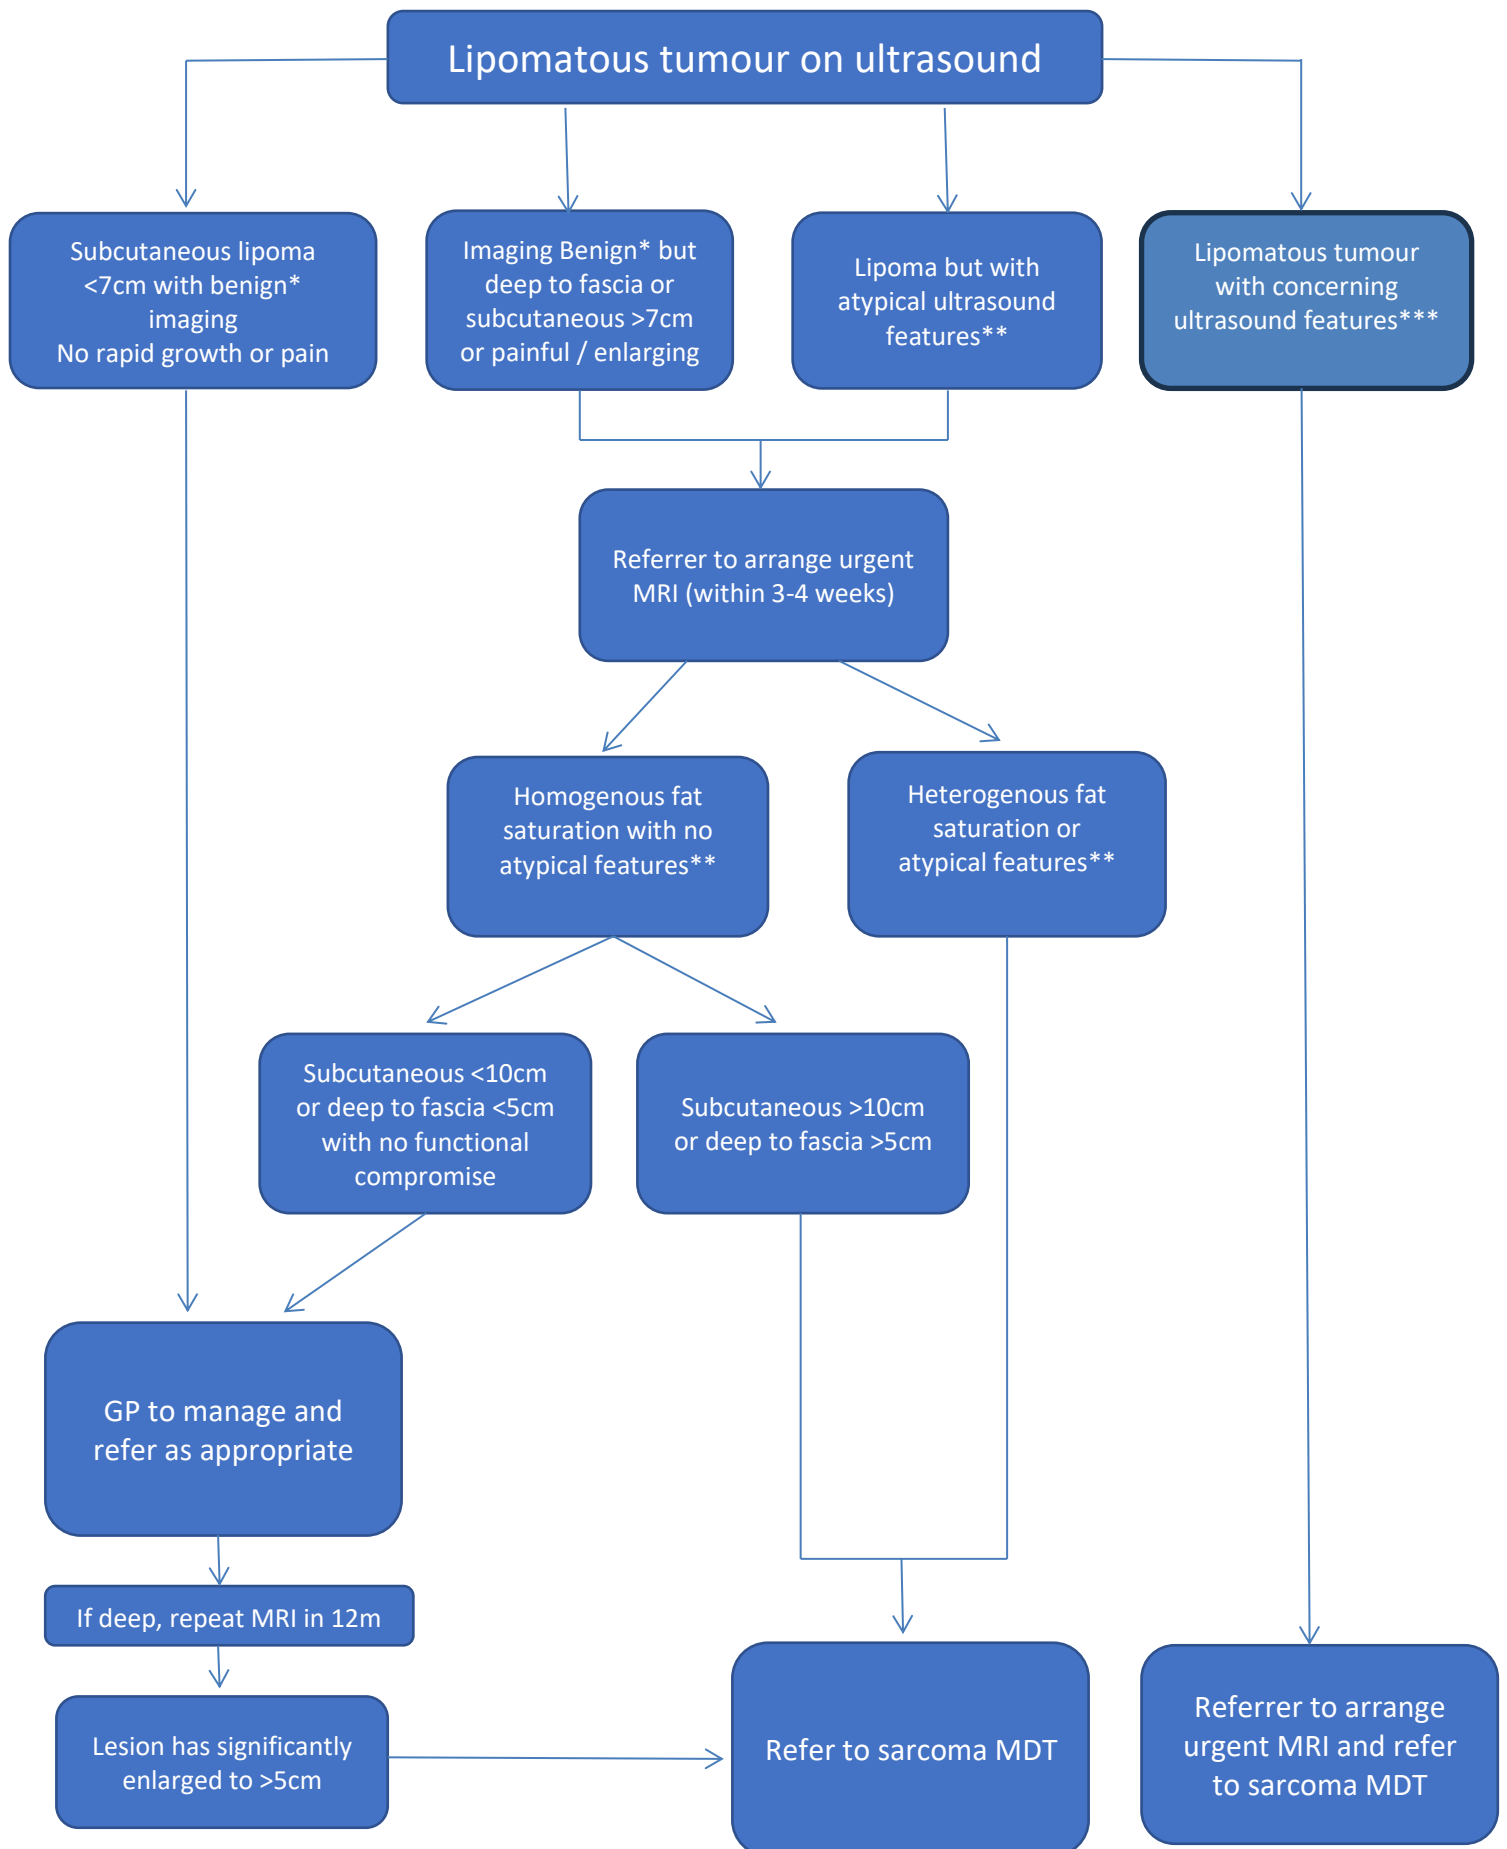 Lipomatous tumour on ultrasound
Subcutaneous lipoma
<7cm with benign*
imaging
No rapid growth or pain
Imaging Benign* but
deep to fascia or
subcutaneous >7cm
or painful / enlarging
Lipoma but with
atypical ultrasound
features**
Lipomatous tumour
with concerning
ultrasound features***
Referrer to arrange urgent
MRI (within 3-4 weeks)
Homogenous fat
saturation with no
atypical features**
Heterogenous fat
saturation or
atypical features**
Subcutaneous <10cm
or deep to fascia <5cm
with no functional
compromise
Subcutaneous >10cm
or deep to fascia >5cm
GP to manage and
refer as appropriate
If deep, repeat MRI in 12m
Lesion has significantly
enlarged to >5cm
Refer to sarcoma MDT
Referrer to arrange
urgent MRI and refer
to sarcoma MDT